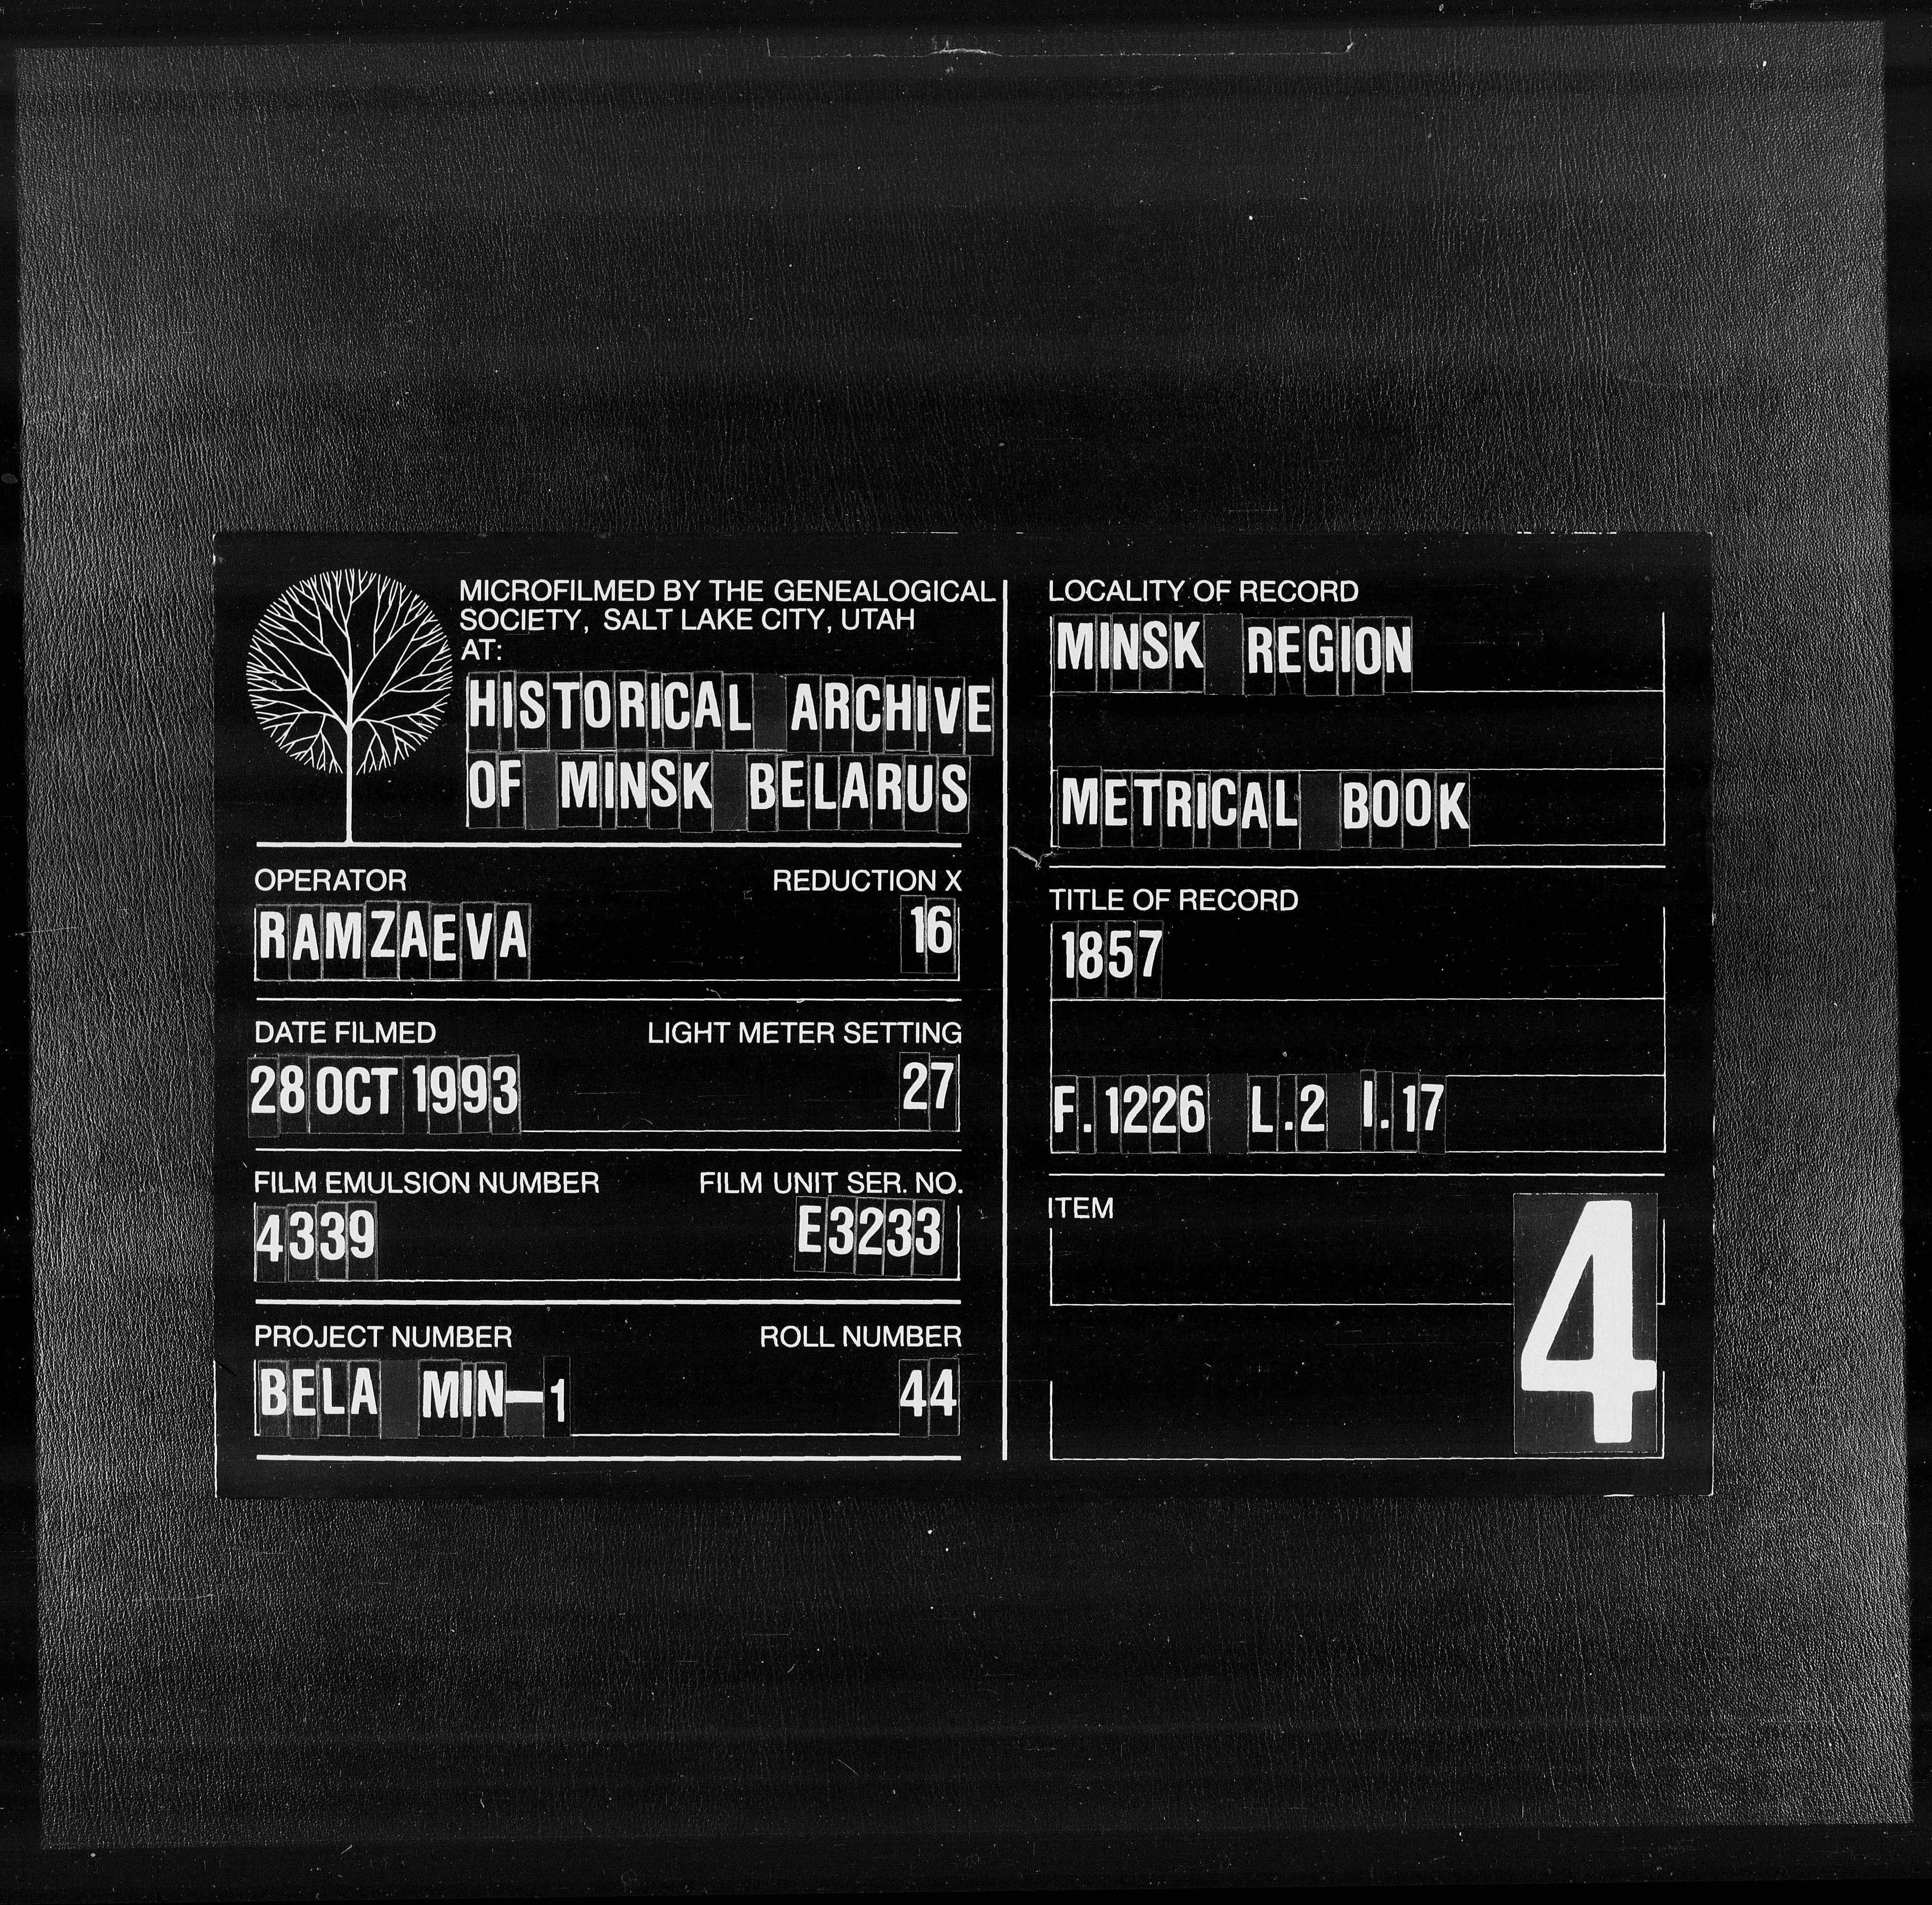 MICROFILMED BY THE GENEALOGICAL
SOCIETY, SALT LAKE CITY, UTAH
AT:
HISTORICAL ARCHIVE
OF MINSK BELARUS
OPERATOR REDUCTION X
RAMZAEVA 16
DATE FILMED LIGHT METER SETTING
28 OCT 1993 27
FILM EMULSION NUMBER FILM UNIT SER. NO.
4339 E3233
PROJECT NUMBER ROLL NUMBER
BELA MIN-1 44
LOCALITY OF RECORD
MINSK REGION
METRICAL BOOK
TITLE OF RECORD
1857
F. 1226 L.2 I.17
ITEM
4